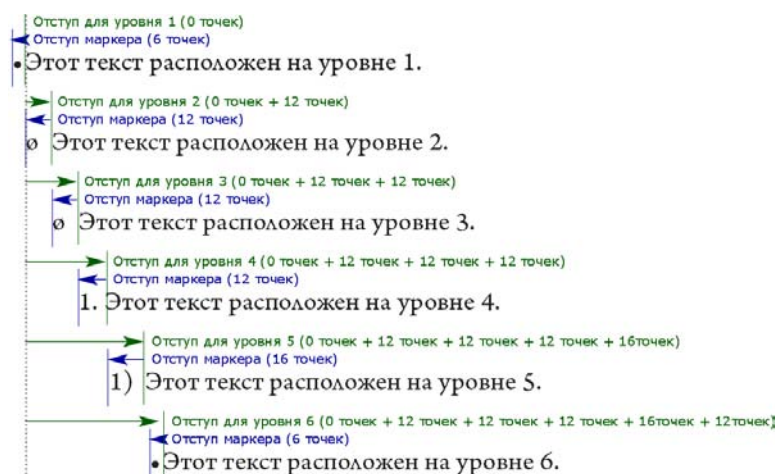 Отступ для уровня 1 (0 точек)
Отступ маркера (6 точек)
• Этот текст расположен на уровне 1.
Отступ для уровня 2 (0 точек + 12 точек)
Отступ маркера (12 точек)
ø Этот текст расположен на уровне 2.
Отступ для уровня 3 (0 точек + 12 точек + 12 точек)
Отступ маркера (12 точек)
ø Этот текст расположен на уровне 3.
Отступ для уровня 4 (0 точек + 12 точек + 12 точек + 12 точек)
Отступ маркера (12 точек)
1. Этот текст расположен на уровне 4.
Отступ для уровня 5 (0 точек + 12 точек + 12 точек + 12 точек + 16точек)
Отступ маркера (16 точек)
1) Этот текст расположен на уровне 5.
Отступ для уровня 6 (0 точек + 12 точек + 12 точек + 12 точек + 16точек + 12точек)
Отступ маркера (6 точек)
• Этот текст расположен на уровне 6.